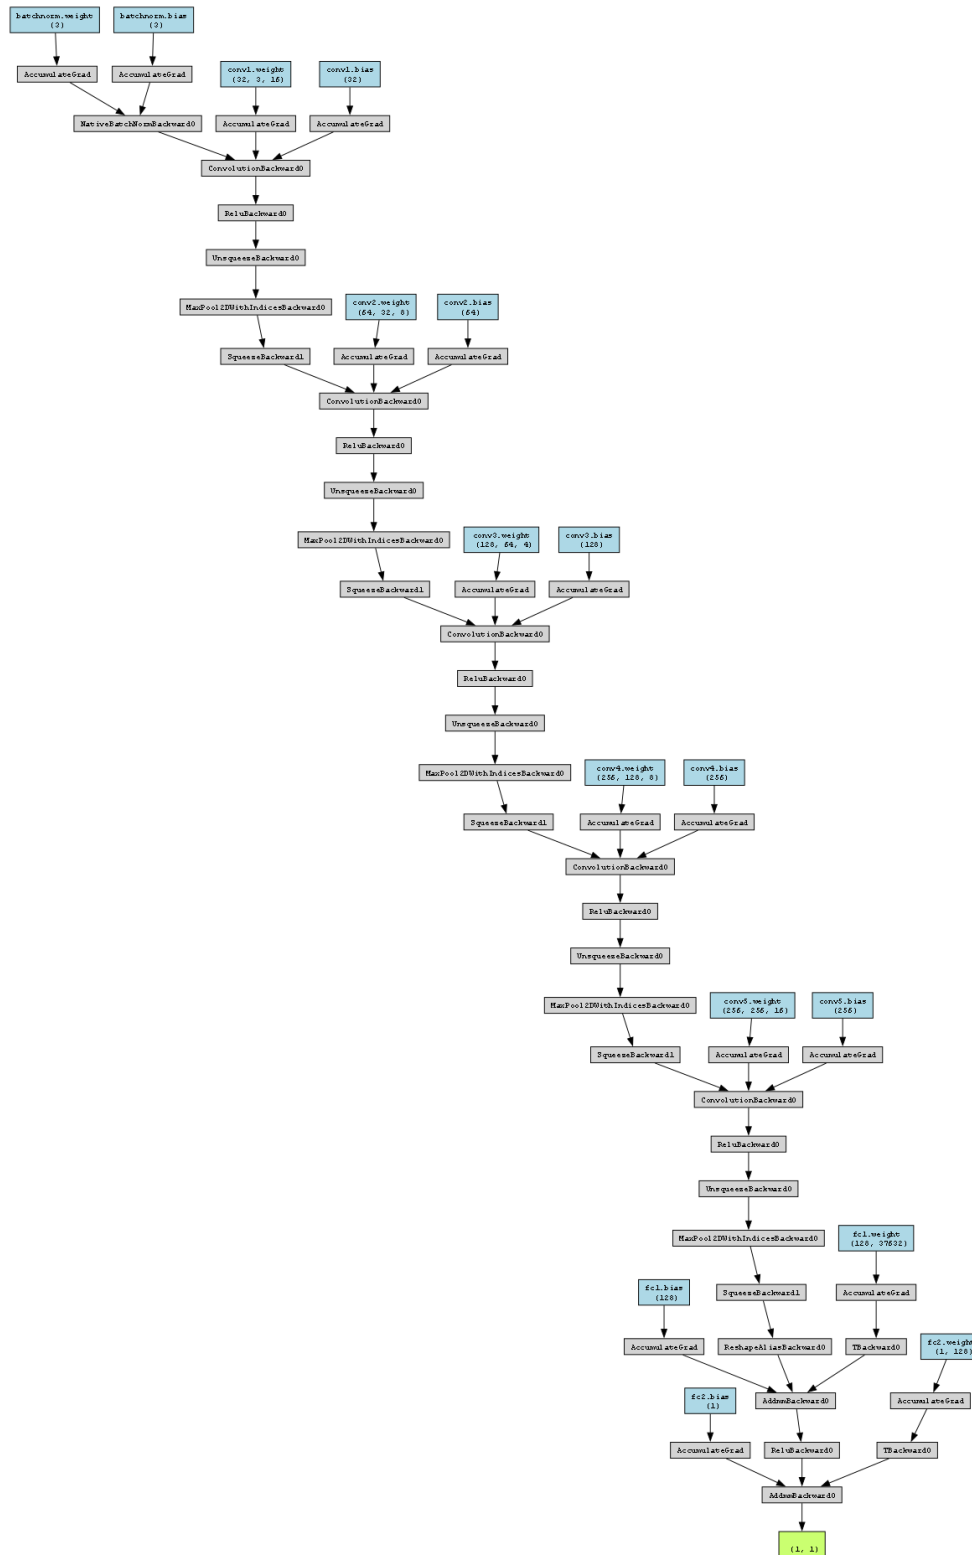 batchnorm.weight
(3)
batchnorm.bias
(3)
AccumulateGrad
AccumulateGrad
conv1.weight
(32, 3, 16)
conv1.bias
(32)
NativeBatchNormBackward0
AccumulateGrad
AccumulateGrad
ConvolutionBackward0
ReluBackward0
UnsqueezeBackward0
MaxPool2DWithIndicesBackward0
conv2.weight
(64, 32, 8)
conv2.bias
(64)
SqueezeBackward1
AccumulateGrad
AccumulateGrad
ConvolutionBackward0
ReluBackward0
UnsqueezeBackward0
MaxPool2DWithIndicesBackward0
conv3.weight
(128, 64, 4)
conv3.bias
(128)
SqueezeBackward1
AccumulateGrad
AccumulateGrad
ConvolutionBackward0
ReluBackward0
UnsqueezeBackward0
MaxPool2DWithIndicesBackward0
conv4.weight
(256, 128, 8)
conv4.bias
(256)
SqueezeBackward1
AccumulateGrad
AccumulateGrad
ConvolutionBackward0
ReluBackward0
UnsqueezeBackward0
MaxPool2DWithIndicesBackward0
conv5.weight
(256, 256, 16)
conv5.bias
(256)
SqueezeBackward1
AccumulateGrad
AccumulateGrad
ConvolutionBackward0
ReluBackward0
UnsqueezeBackward0
MaxPool2DWithIndicesBackward0
fc1.weight
(128, 37632)
fc1.bias
(128)
SqueezeBackward1
AccumulateGrad
AccumulateGrad
ReshapeAliasBackward0
TBackward0
fc2.weight
(1, 128)
fc2.bias
(1)
AddmmBackward0
AccumulateGrad
AccumulateGrad
ReluBackward0
TBackward0
AddmmBackward0
(1, 1)